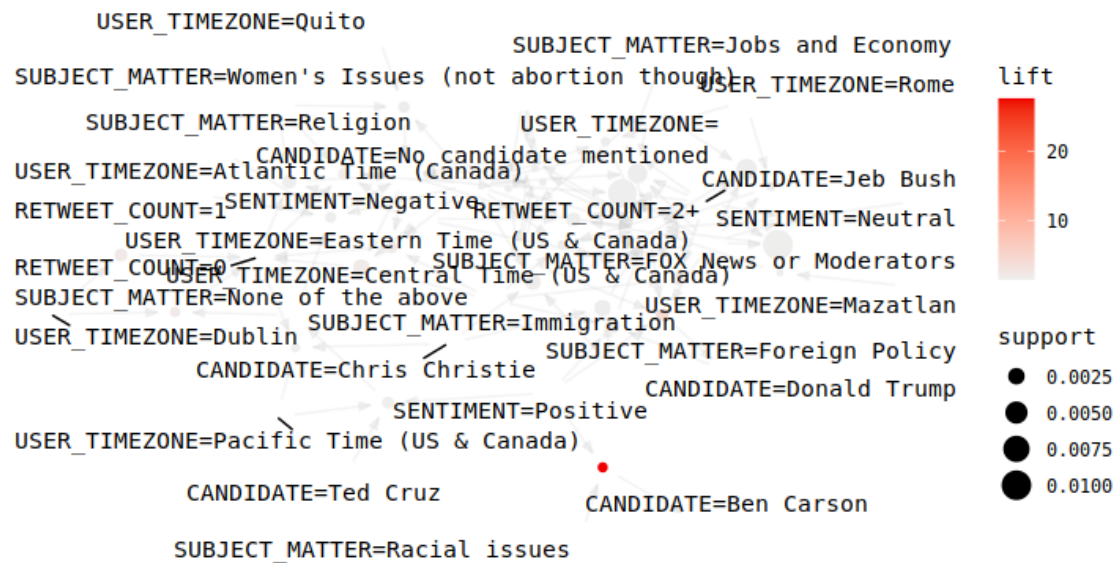 USER_TIMEZONE=Quito
SUBJECT_MATTER=Jobs and Economy
SUBJECT_MATTER=Women's Issues (not abortion though)
USER_TIMEZONE=Rome
SUBJECT_MATTER=Religion
USER_TIMEZONE=
CANDIDATE=No candidate mentioned
USER_TIMEZONE=Atlantic Time (Canada)
CANDIDATE=Jeb Bush
SENTIMENT=Negative
RETWEET_COUNT=1
RETWEET_COUNT=2+
SENTIMENT=Neutral
USER_TIMEZONE=Eastern Time (US & Canada)
SUBJECT_MATTER=FOX News or Moderators
RETWEET_COUNT=0
USER_TIMEZONE=Central Time (US & Canada)
SUBJECT_MATTER=None of the above
USER_TIMEZONE=Mazatlan
SUBJECT_MATTER=Immigration
USER_TIMEZONE=Dublin
SUBJECT_MATTER=Foreign Policy
CANDIDATE=Chris Christie
CANDIDATE=Donald Trump
SENTIMENT=Positive
USER_TIMEZONE=Pacific Time (US & Canada)
CANDIDATE=Ted Cruz
CANDIDATE=Ben Carson
SUBJECT_MATTER=Racial issues
lift
20
10
support
0.0025
0.0050
0.0075
0.0100